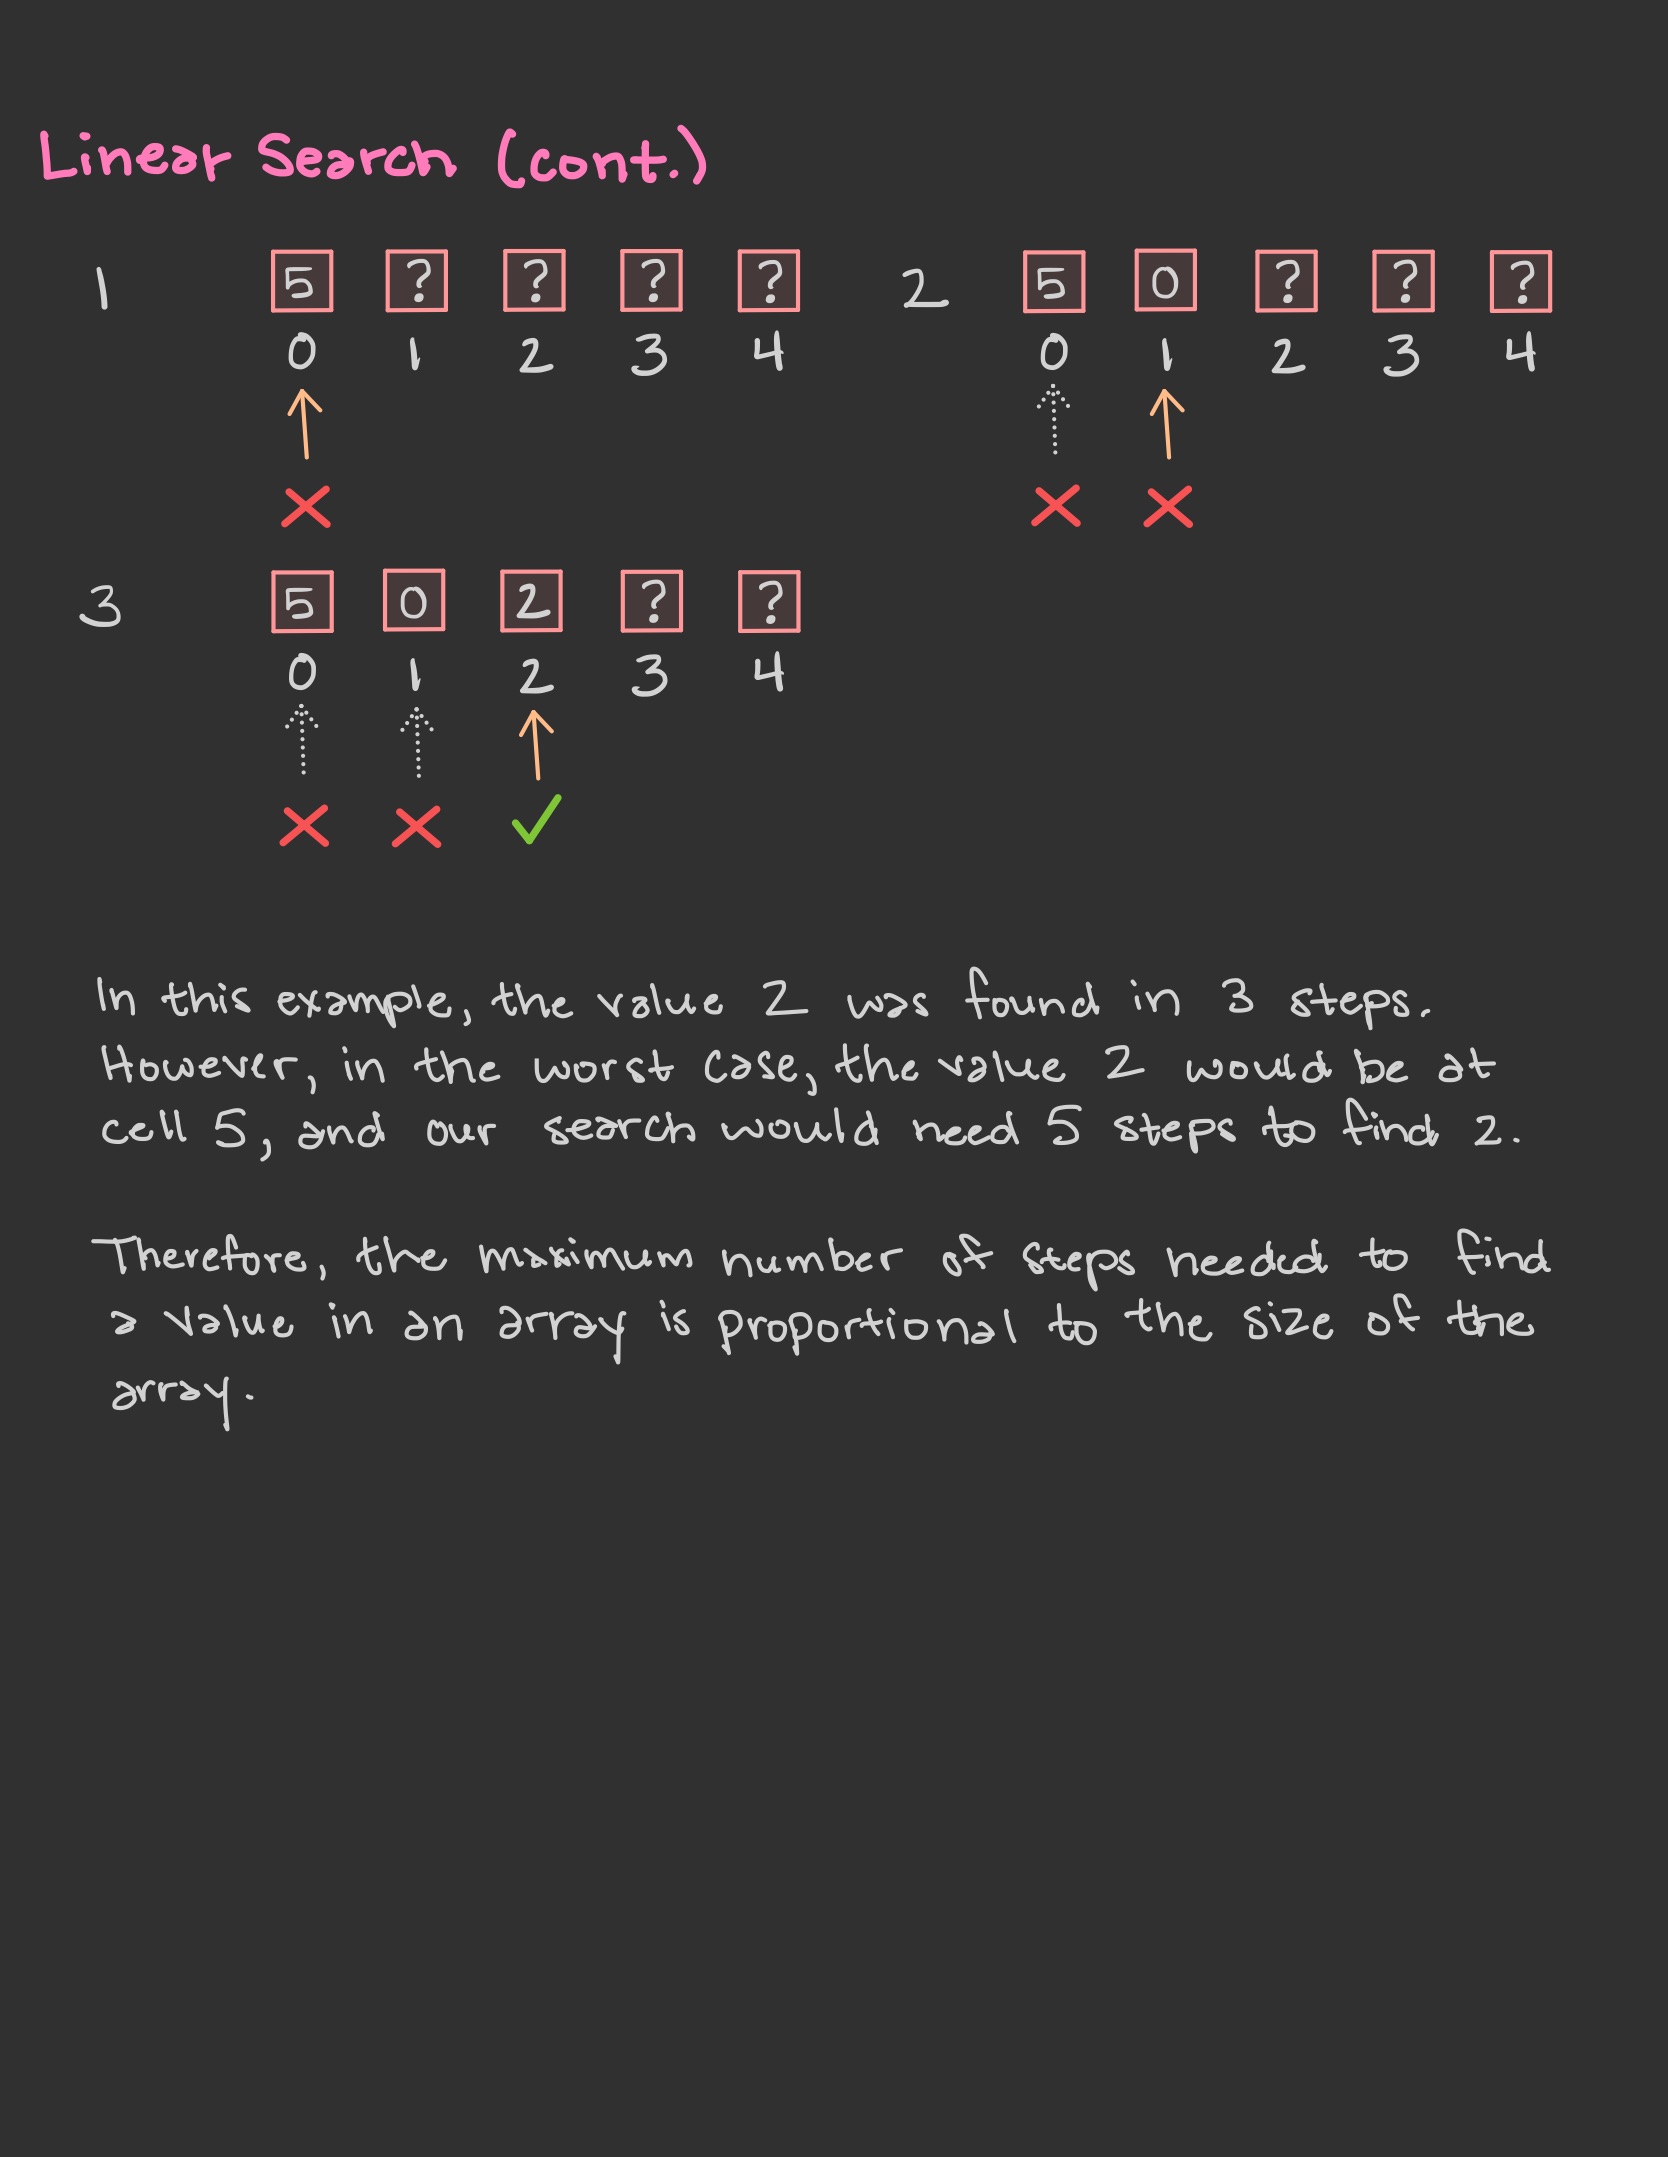 Linear Search (cont.)
1 5 ? ? ? ? 2 5 0 ? ? ?
0 1 2 3 4 0 1 2 3 4
3 5 0 2 ? ?
0 1 2 3 4
In this example, the value 2 was found in 3 steps.
However, in the worst case, the value 2 would be at
cell 5, and our search would need 5 steps to find 2.
Therefore, the maximum number of steps needed to find
a value in an array is proportional to the size of the
array.